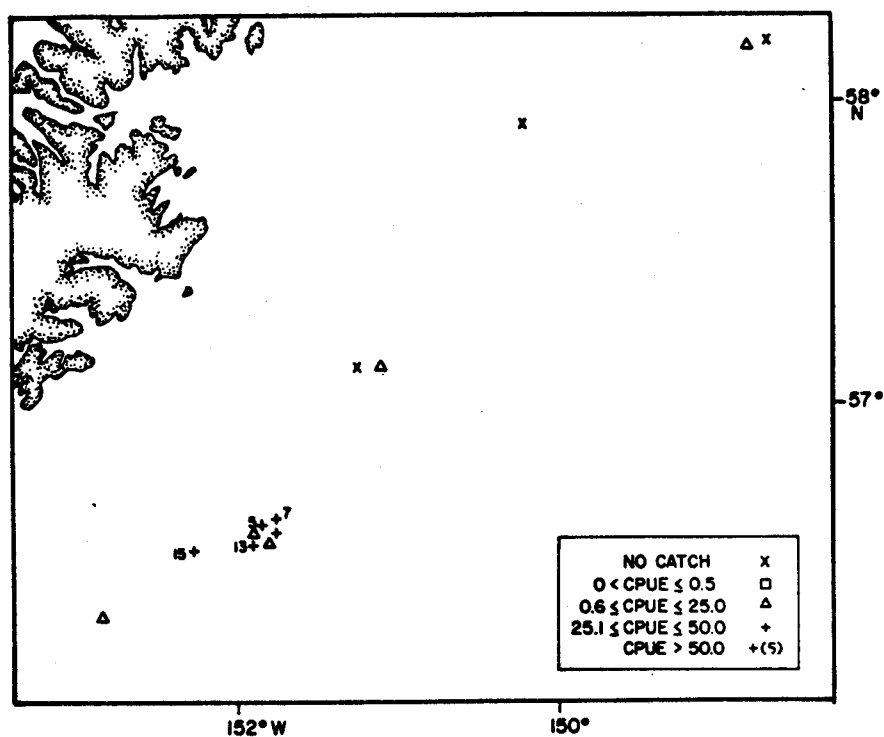 58°
N
57°
5 7
15+ 13+
NO CATCH X
0 < CPUE ≤ 0.5 □
0.6 ≤ CPUE ≤ 25.0 △
25.1 ≤ CPUE ≤ 50.0 +
CPUE > 50.0 +(5)
152° W 150°